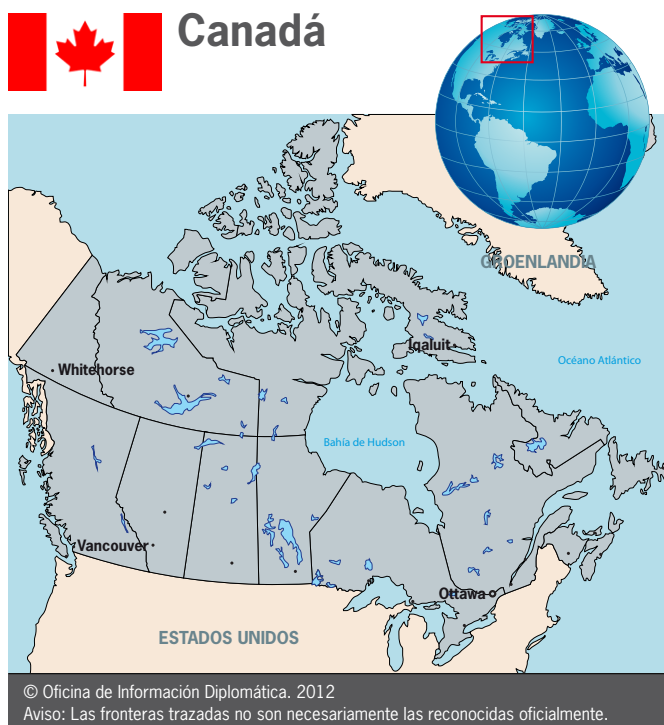 Canadá
GROENLANDIA
Iqaluit
Océano Atlántico
Whitehorse
Bahía de Hudson
Vancouver
Ottawa
ESTADOS UNIDOS
© Oficina de Información Diplomática. 2012
Aviso: Las fronteras trazadas no son necesariamente las reconocidas oficialmente.